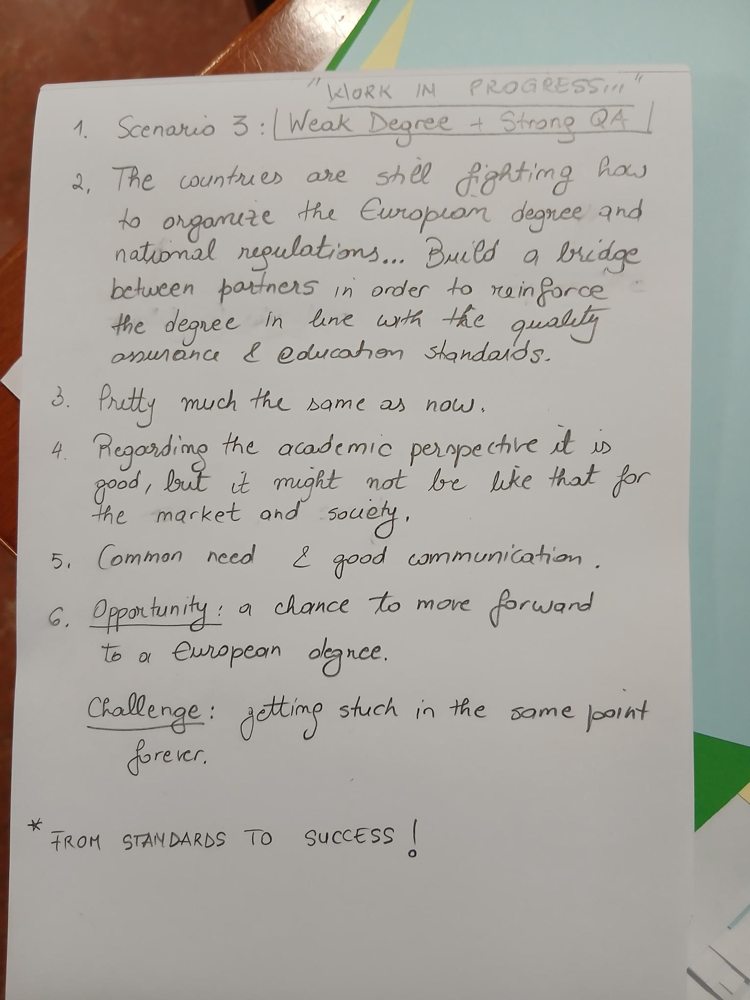 "WORK IN PROGRESS..."
1. Scenario 3: Weak Degree + Strong QA
2. The countries are still fighting how
to organize the European degree and
national regulations... Build a bridge
between partners in order to reinforce
the degree in line with the quality
assurance & education standards.
3. Pretty much the same as now.
4. Regarding the academic perspective it is
good, but it might not be like that for
the market and society.
5. Common need & good communication.
6. Opportunity: a chance to move forward
to a European degree.
Challenge: getting stuch in the same point
forever.
* FROM STANDARDS TO SUCCESS!